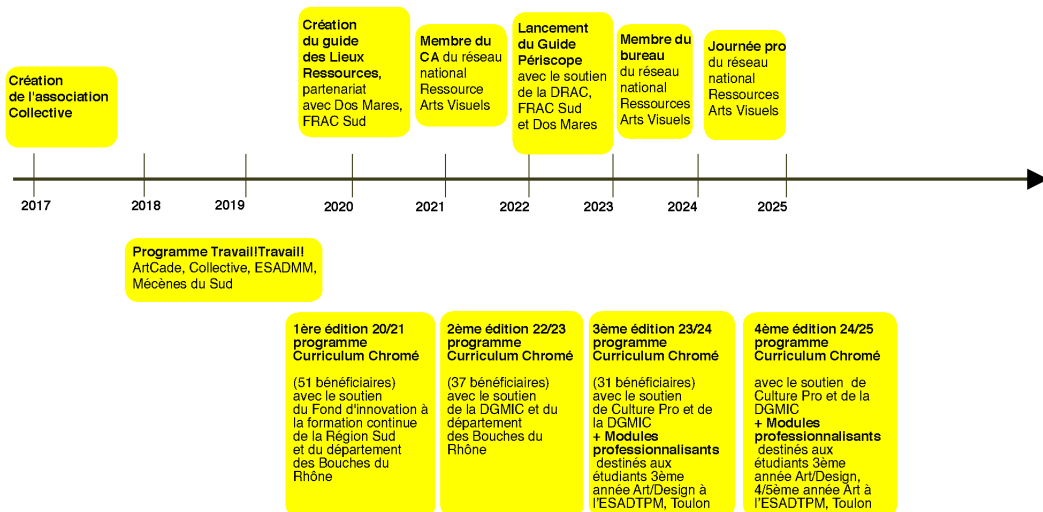 Création
de l'association
Collective
Création
du guide
des Lieux
Ressources,
partenariat
avec Dos Mares,
FRAC Sud
Membre du
CA du réseau
national
Ressource
Arts Visuels
Lancement
du Guide
Périscope
avec le soutien
de la DRAC,
FRAC Sud
et Dos Mares
Membre du
bureau
du réseau
national
Ressources
Arts Visuels
Journée pro
du réseau
national
Ressources
Arts Visuels
2017
2018
2019
2020
2021
2022
2023
2024
2025
Programme Travail!Travail!
ArtCade, Collective, ESADMM,
Mécènes du Sud
1ère édition 20/21
programme
Curriculum Chromé
(51 bénéficiaires)
avec le soutien
du Fond d'innovation à
la formation continue
de la Région Sud
et du département
des Bouches du
Rhône
2ème édition 22/23
programme
Curriculum Chromé
(37 bénéficiaires)
avec le soutien
de la DGMIC et du
département
des Bouches du
Rhône
3ème édition 23/24
programme
Curriculum Chromé
(31 bénéficiaires)
avec le soutien
de Culture Pro et de
la DGMIC
+ Modules
professionnalisants
destinés aux
étudiants 3ème
année Art/Design à
l'ESADTPM, Toulon
4ème édition 24/25
programme
Curriculum Chromé
avec le soutien de
Culture Pro et de la
DGMIC
+ Modules
professionnalisants
destinés aux
étudiants 3ème
année Art/Design,
4/5ème année Art à
l'ESADTPM, Toulon